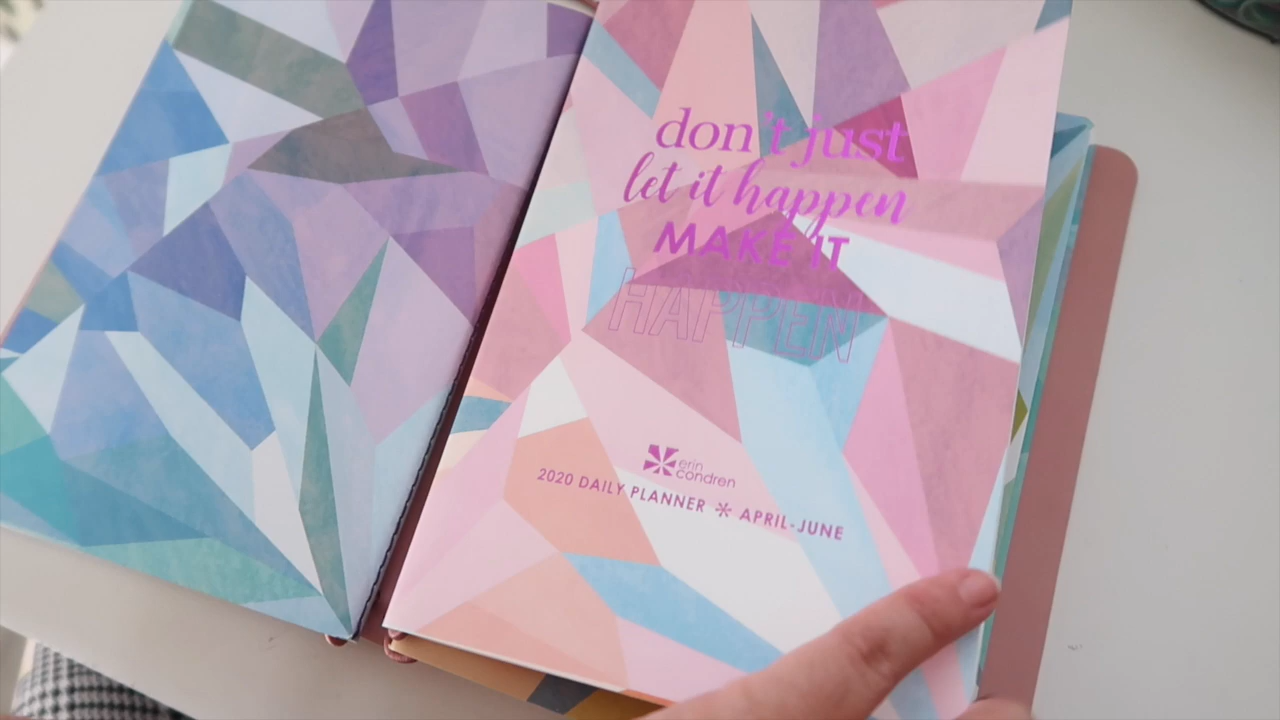 don't just
let it happen
MAKE IT
HAPPEN
erin
condren
2020 DAILY PLANNER * APRIL-JUNE